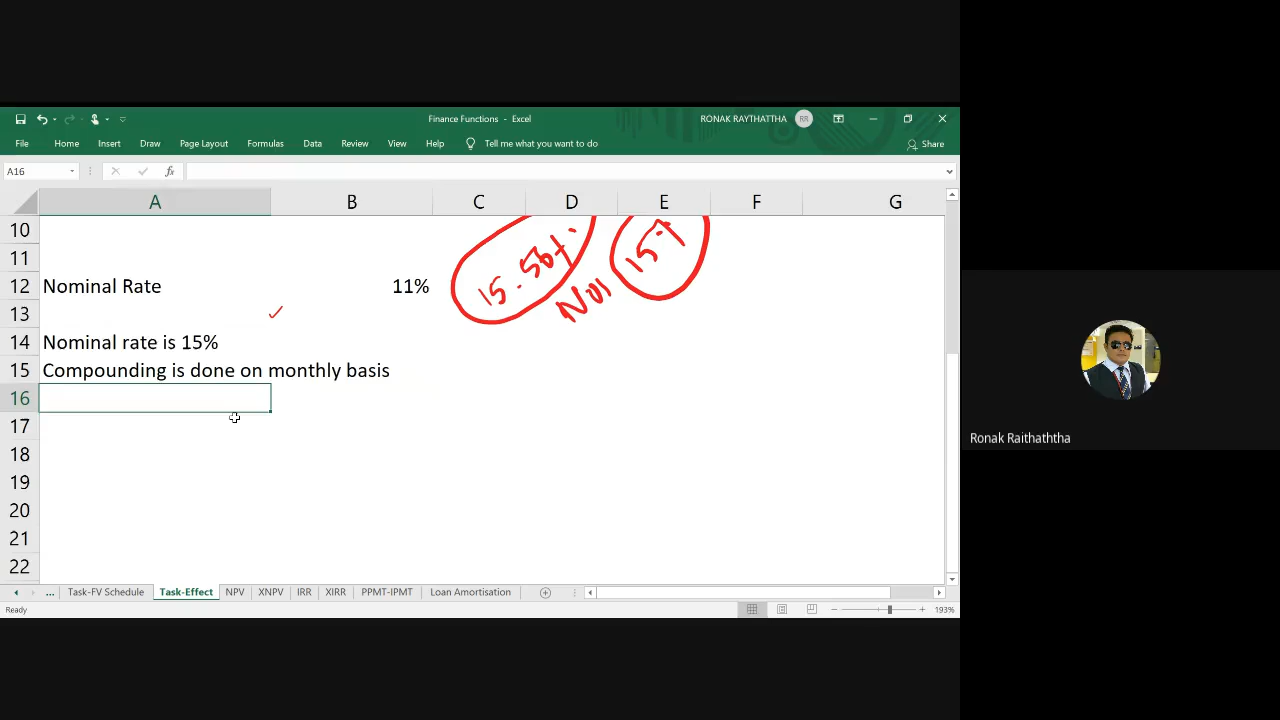 Finance Functions - Excel
RONAK RAYTHATTHA RR
File Home Insert Draw Page Layout Formulas Data Review View Help Tell me what you want to do Share
A16 fx
A B C D E F G
10
11
12 Nominal Rate 11%
15.56%.
Nom
15%
13
14 Nominal rate is 15%
15 Compounding is done on monthly basis
16
17
18
19
20
21
22
... Task-FV Schedule Task-Effect NPV XNPV IRR XIRR PPMT-IPMT Loan Amortisation
Ready 193%
Ronak Raithaththa